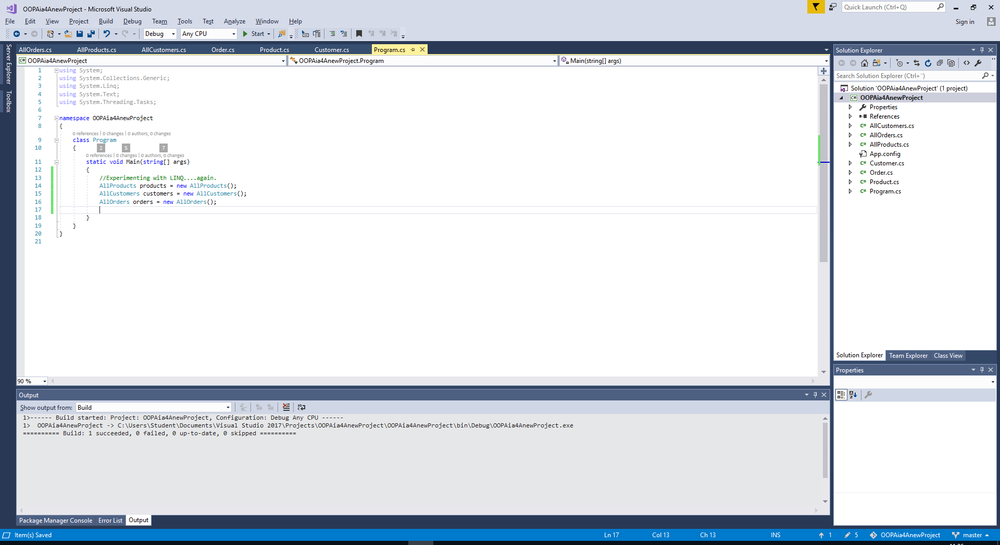 OOPAia4AnewProject - Microsoft Visual Studio
Quick Launch (Ctrl+Q)
File Edit View Project Build Debug Team Tools Test Analyze Window Help
Sign in
Debug Any CPU Start
Server Explorer
Toolbox
AllOrders.cs AllProducts.cs AllCustomers.cs Order.cs Product.cs Customer.cs Program.cs
C# OOPAia4AnewProject OOPAia4AnewProject.Program Main(string[] args)
1 using System;
2 using System.Collections.Generic;
3 using System.Linq;
4 using System.Text;
5 using System.Threading.Tasks;
6
7 namespace OOPAia4AnewProject
8 {
0 references | 0 changes | 0 authors, 0 changes
9 class Program
10 {
2 5 7
0 references | 0 changes | 0 authors, 0 changes
11 static void Main(string[] args)
12 {
13 //Experimenting with LINQ....again.
14 AllProducts products = new AllProducts();
15 AllCustomers customers = new AllCustomers();
16 AllOrders orders = new AllOrders();
17
18 }
19 }
20 }
21
90 %
Output
Show output from: Build
1>------ Build started: Project: OOPAia4AnewProject, Configuration: Debug Any CPU ------
1> OOPAia4AnewProject -> C:\Users\Student\Documents\Visual Studio 2017\Projects\OOPAia4AnewProject\OOPAia4AnewProject\bin\Debug\OOPAia4AnewProject.exe
========== Build: 1 succeeded, 0 failed, 0 up-to-date, 0 skipped ==========
Package Manager Console Error List Output
Solution Explorer
Search Solution Explorer (Ctrl+¨)
Solution 'OOPAia4AnewProject' (1 project)
C# OOPAia4AnewProject
Properties
References
C# AllCustomers.cs
C# AllOrders.cs
C# AllProducts.cs
App.config
C# Customer.cs
C# Order.cs
C# Product.cs
C# Program.cs
Solution Explorer Team Explorer Class View
Properties
Item(s) Saved Ln 17 Col 13 Ch 13 INS 1 5 OOPAia4AnewProject master